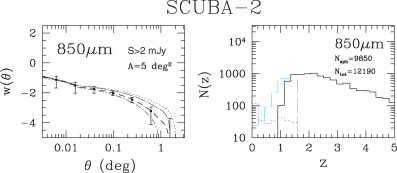 SCUBA-2
850μm
S>2 mJy
A=5 deg²
w(θ)
2
0
-2
-4
0.01
0.1
1
θ (deg)
850μm
N_sph=9850
N_tot=12190
N(z)
10⁴
1000
100
10
0
1
2
3
4
5
z